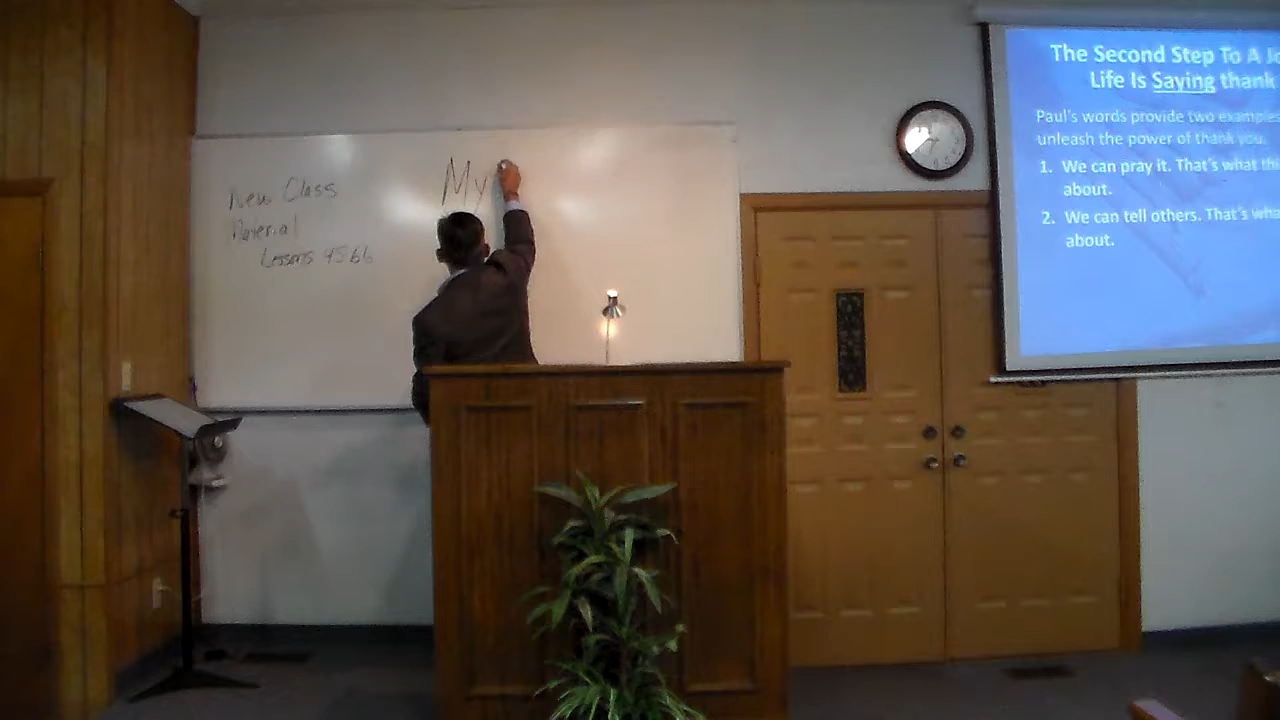 New Class
Material
Lessons 45-66
My
The Second Step To A Jo
Life Is Saying thank
Paul's words provide two examples
unleash the power of thank you.
1. We can pray it. That's what thi
about.
2. We can tell others. That's wha
about.